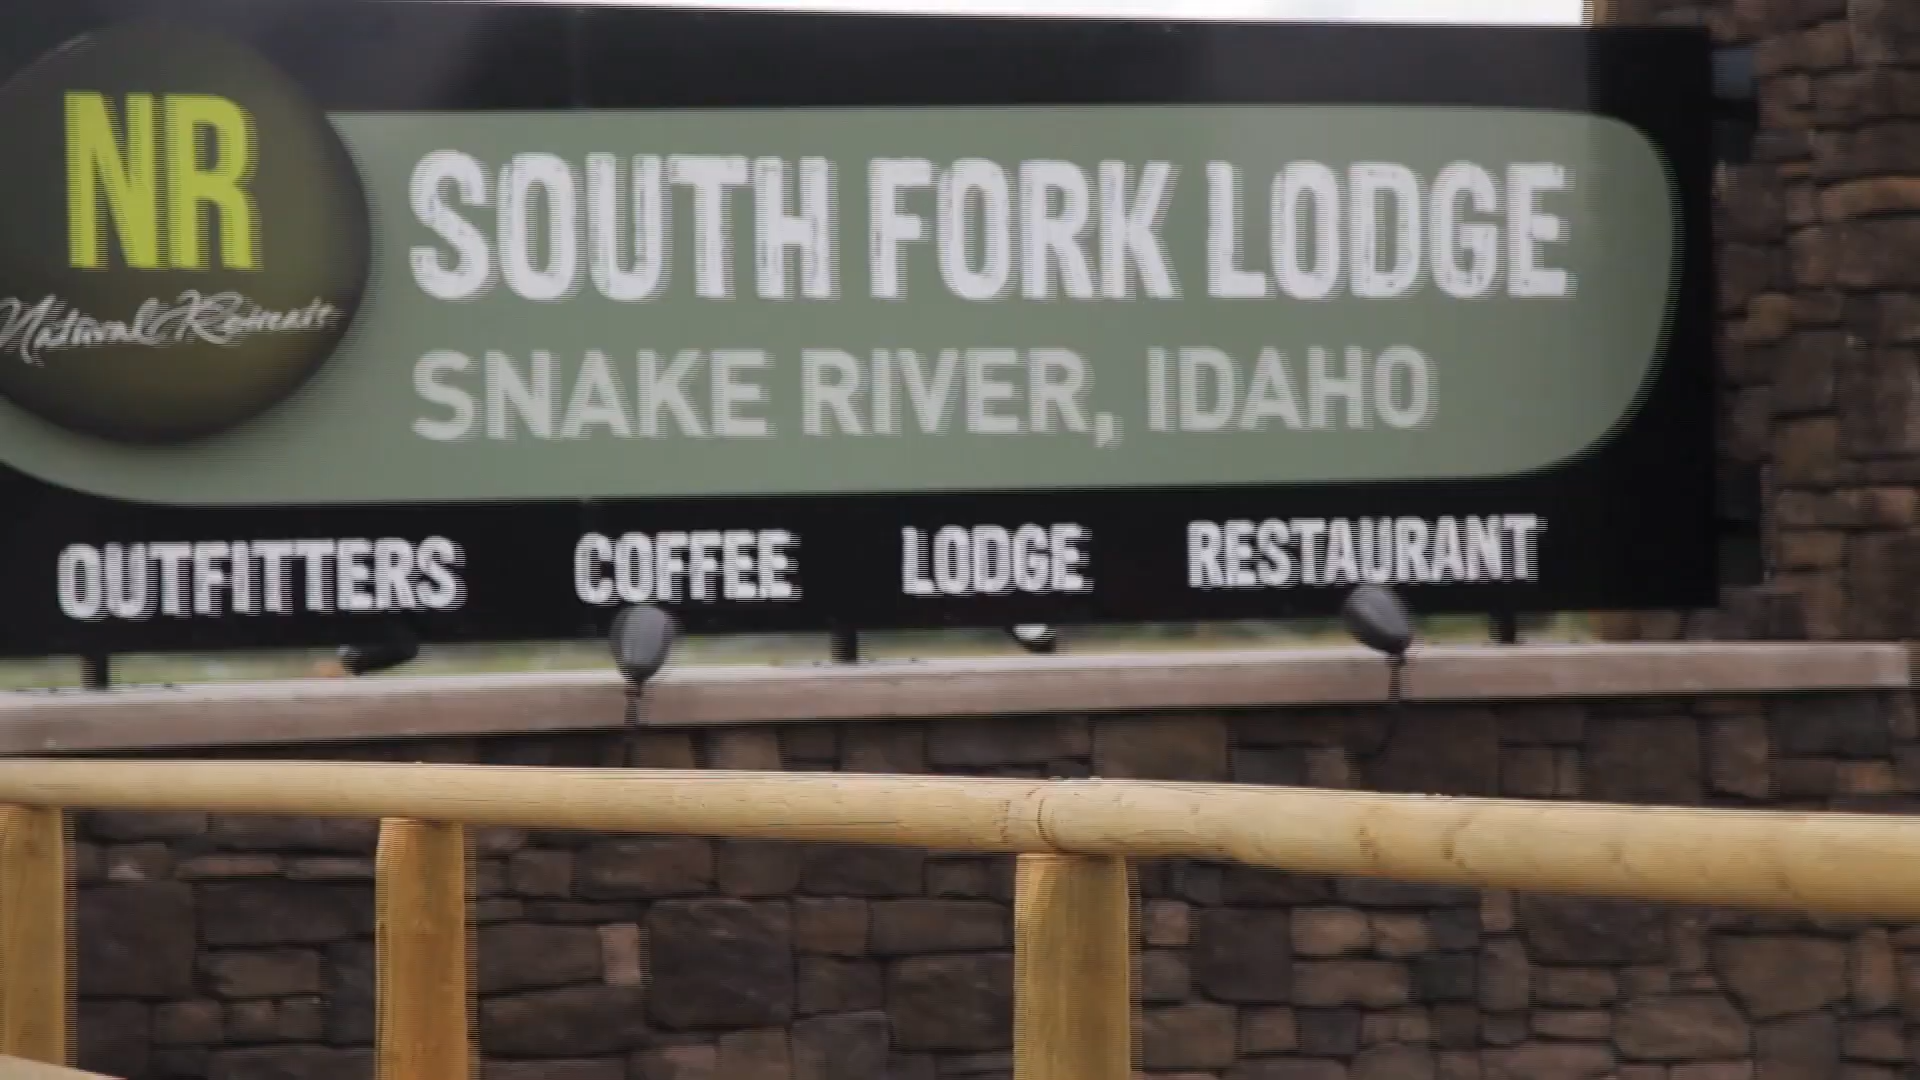 NR
Natural Retreats
SOUTH FORK LODGE
SNAKE RIVER, IDAHO
OUTFITTERS COFFEE LODGE RESTAURANT